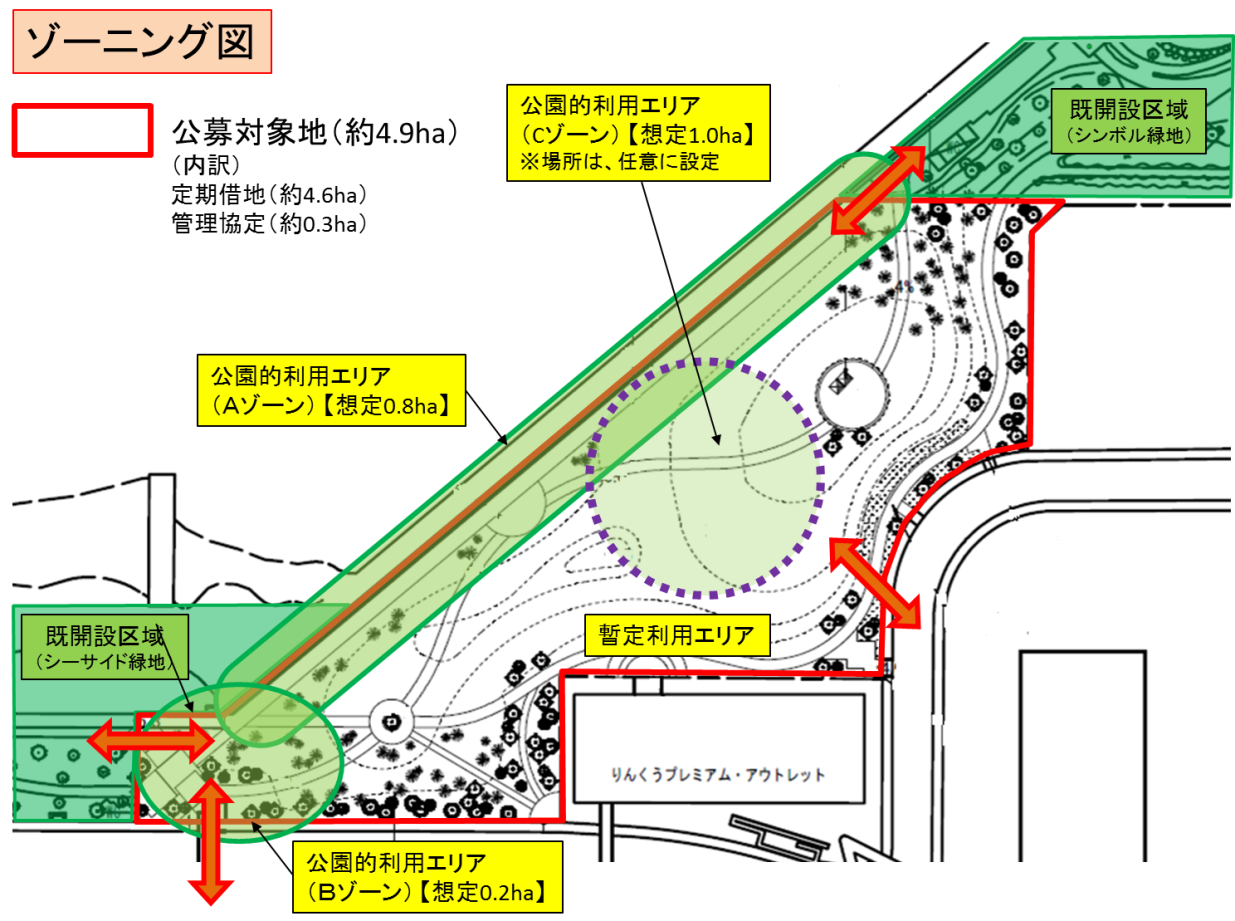 ゾーニング図
公募対象地（約4.9ha）
（内訳）
定期借地（約4.6ha）
管理協定（約0.3ha）
公園的利用エリア
（Cゾーン）【想定1.0ha】
※場所は、任意に設定
既開設区域
（シンボル緑地）
4%
公園的利用エリア
（Aゾーン）【想定0.8ha】
既開設区域
（シーサイド緑地）
暫定利用エリア
りんくうプレミアム・アウトレット
公園的利用エリア
（Bゾーン）【想定0.2ha】